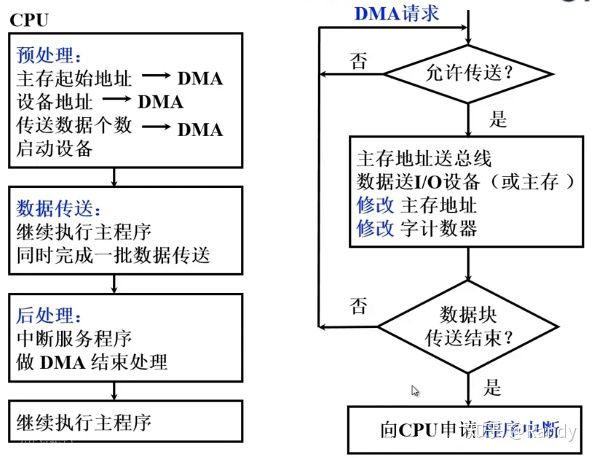 CPU
预处理：
主存起始地址 → DMA
设备地址 → DMA
传送数据个数 → DMA
启动设备
数据传送：
继续执行主程序
同时完成一批数据传送
后处理：
中断服务程序
做 DMA 结束处理
继续执行主程序
DMA请求
否
允许传送？
是
主存地址送总线
数据送I/O设备（或主存 ）
修改 主存地址
修改 字计数器
否
数据块
传送结束？
是
向CPU申请 程序中断